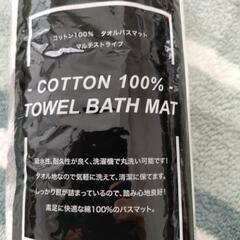 コットン100%　タオルバスマット
マルチストライプ
- COTTON 100% -
TOWEL BATH MAT
吸水性、耐久性が良く、洗濯機で丸洗い可能です!
タオル地なので気軽に洗えて、清潔に保てます。
しっかり目が詰まっているので、踏み心地良好!
素足に快適な綿100%のバスマット。